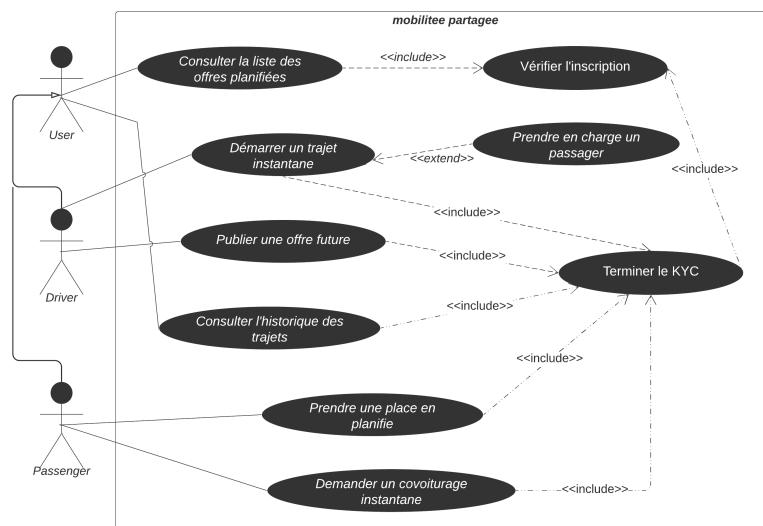 mobilitee partagee
Consulter la liste des
offres planifiées
<<include>>
Vérifier l'inscription
User
Démarrer un trajet
instantane
<<extend>>
Prendre en charge un
passager
<<include>>
<<include>>
Driver
Publier une offre future
<<include>>
Terminer le KYC
Consulter l'historique des
trajets
<<include>>
<<include>>
Passenger
Prendre une place en
planifie
Demander un covoiturage
instantane
<<include>>